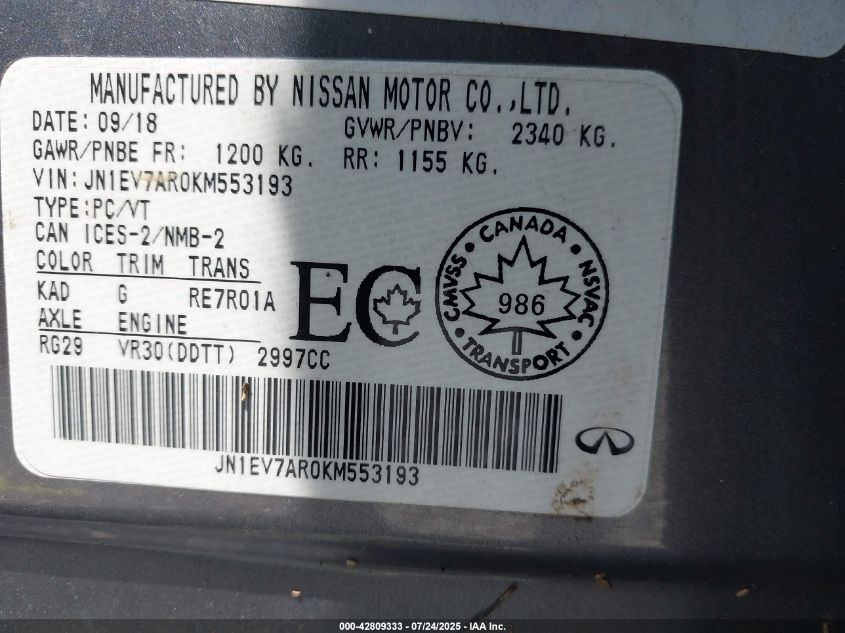 MANUFACTURED BY NISSAN MOTOR CO.,LTD.
DATE: 09/18 GVWR/PNBV: 2340 KG.
GAWR/PNBE FR: 1200 KG. RR: 1155 KG.
VIN: JN1EV7AR0KM553193
TYPE:PC/VT
CAN ICES-2/NMB-2
COLOR TRIM TRANS
KAD G RE7R01A
AXLE ENGINE
RG29 VR30(DDTT) 2997CC
EC
CANADA
CMVSS
NSVAC
986
TRANSPORT
JN1EV7AR0KM553193
000-42809333 / 07/24/2025 - IAA Inc.